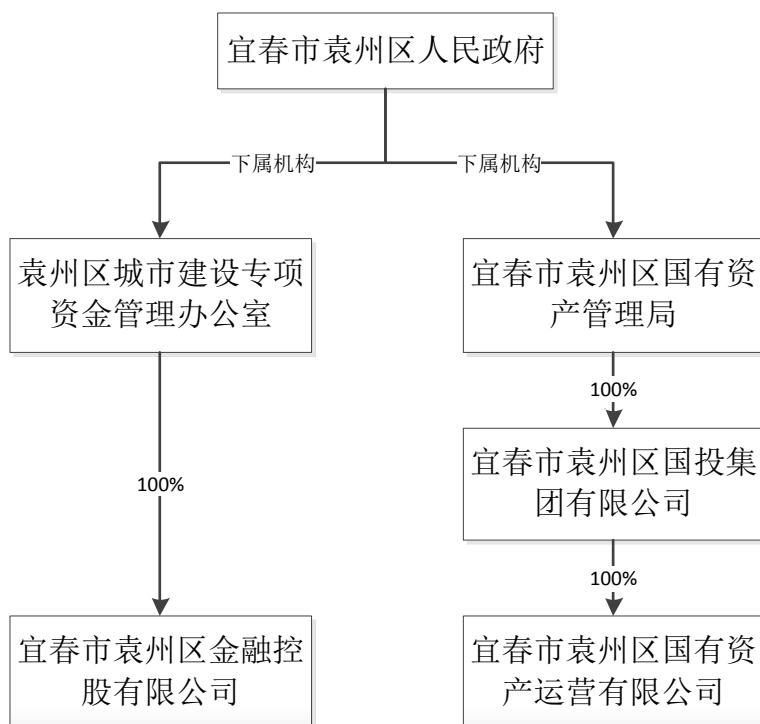 宜春市袁州区人民政府
下属机构
下属机构
袁州区城市建设专项
资金管理办公室
宜春市袁州区国有资
产管理局
100%
宜春市袁州区国投集
团有限公司
100%
100%
宜春市袁州区金融控
股有限公司
宜春市袁州区国有资
产运营有限公司